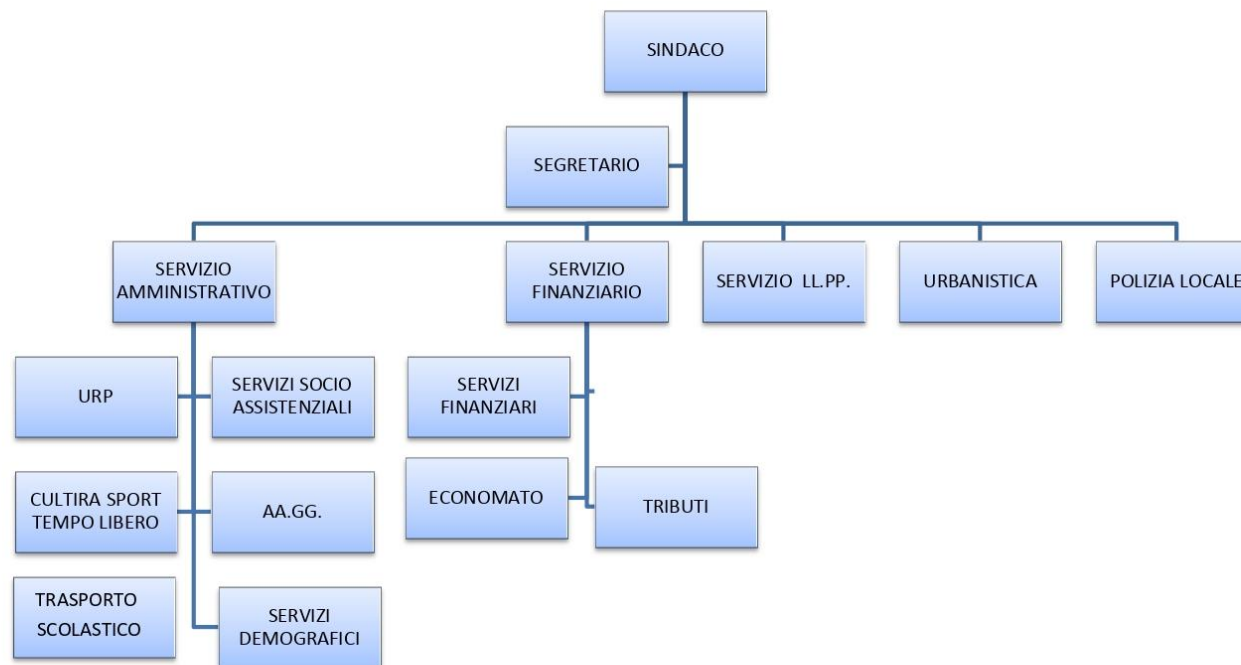 SINDACO
SEGRETARIO
SERVIZIO
AMMINISTRATIVO
SERVIZIO
FINANZIARIO
SERVIZIO LL.PP.
URBANISTICA
POLIZIA LOCALE
URP
SERVIZI SOCIO
ASSISTENZIALI
SERVIZI
FINANZIARI
CULTIRA SPORT
TEMPO LIBERO
AA.GG.
ECONOMATO
TRIBUTI
TRASPORTO
SCOLASTICO
SERVIZI
DEMOGRAFICI